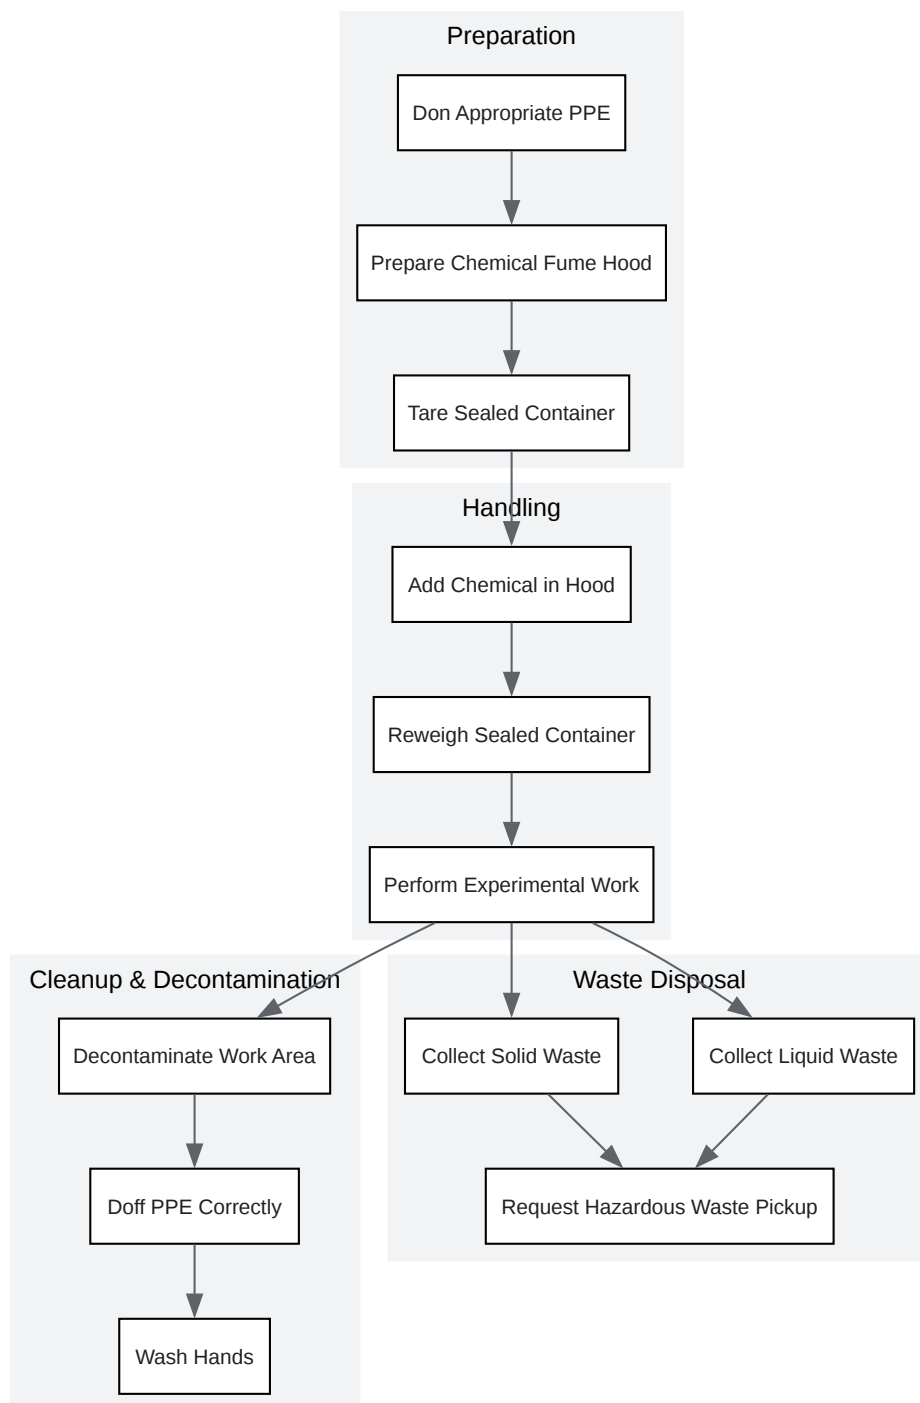 Preparation
Don Appropriate PPE
Prepare Chemical Fume Hood
Tare Sealed Container
Handling
Add Chemical in Hood
Reweigh Sealed Container
Perform Experimental Work
Cleanup & Decontamination
Waste Disposal
Decontaminate Work Area
Collect Solid Waste
Collect Liquid Waste
Doff PPE Correctly
Request Hazardous Waste Pickup
Wash Hands